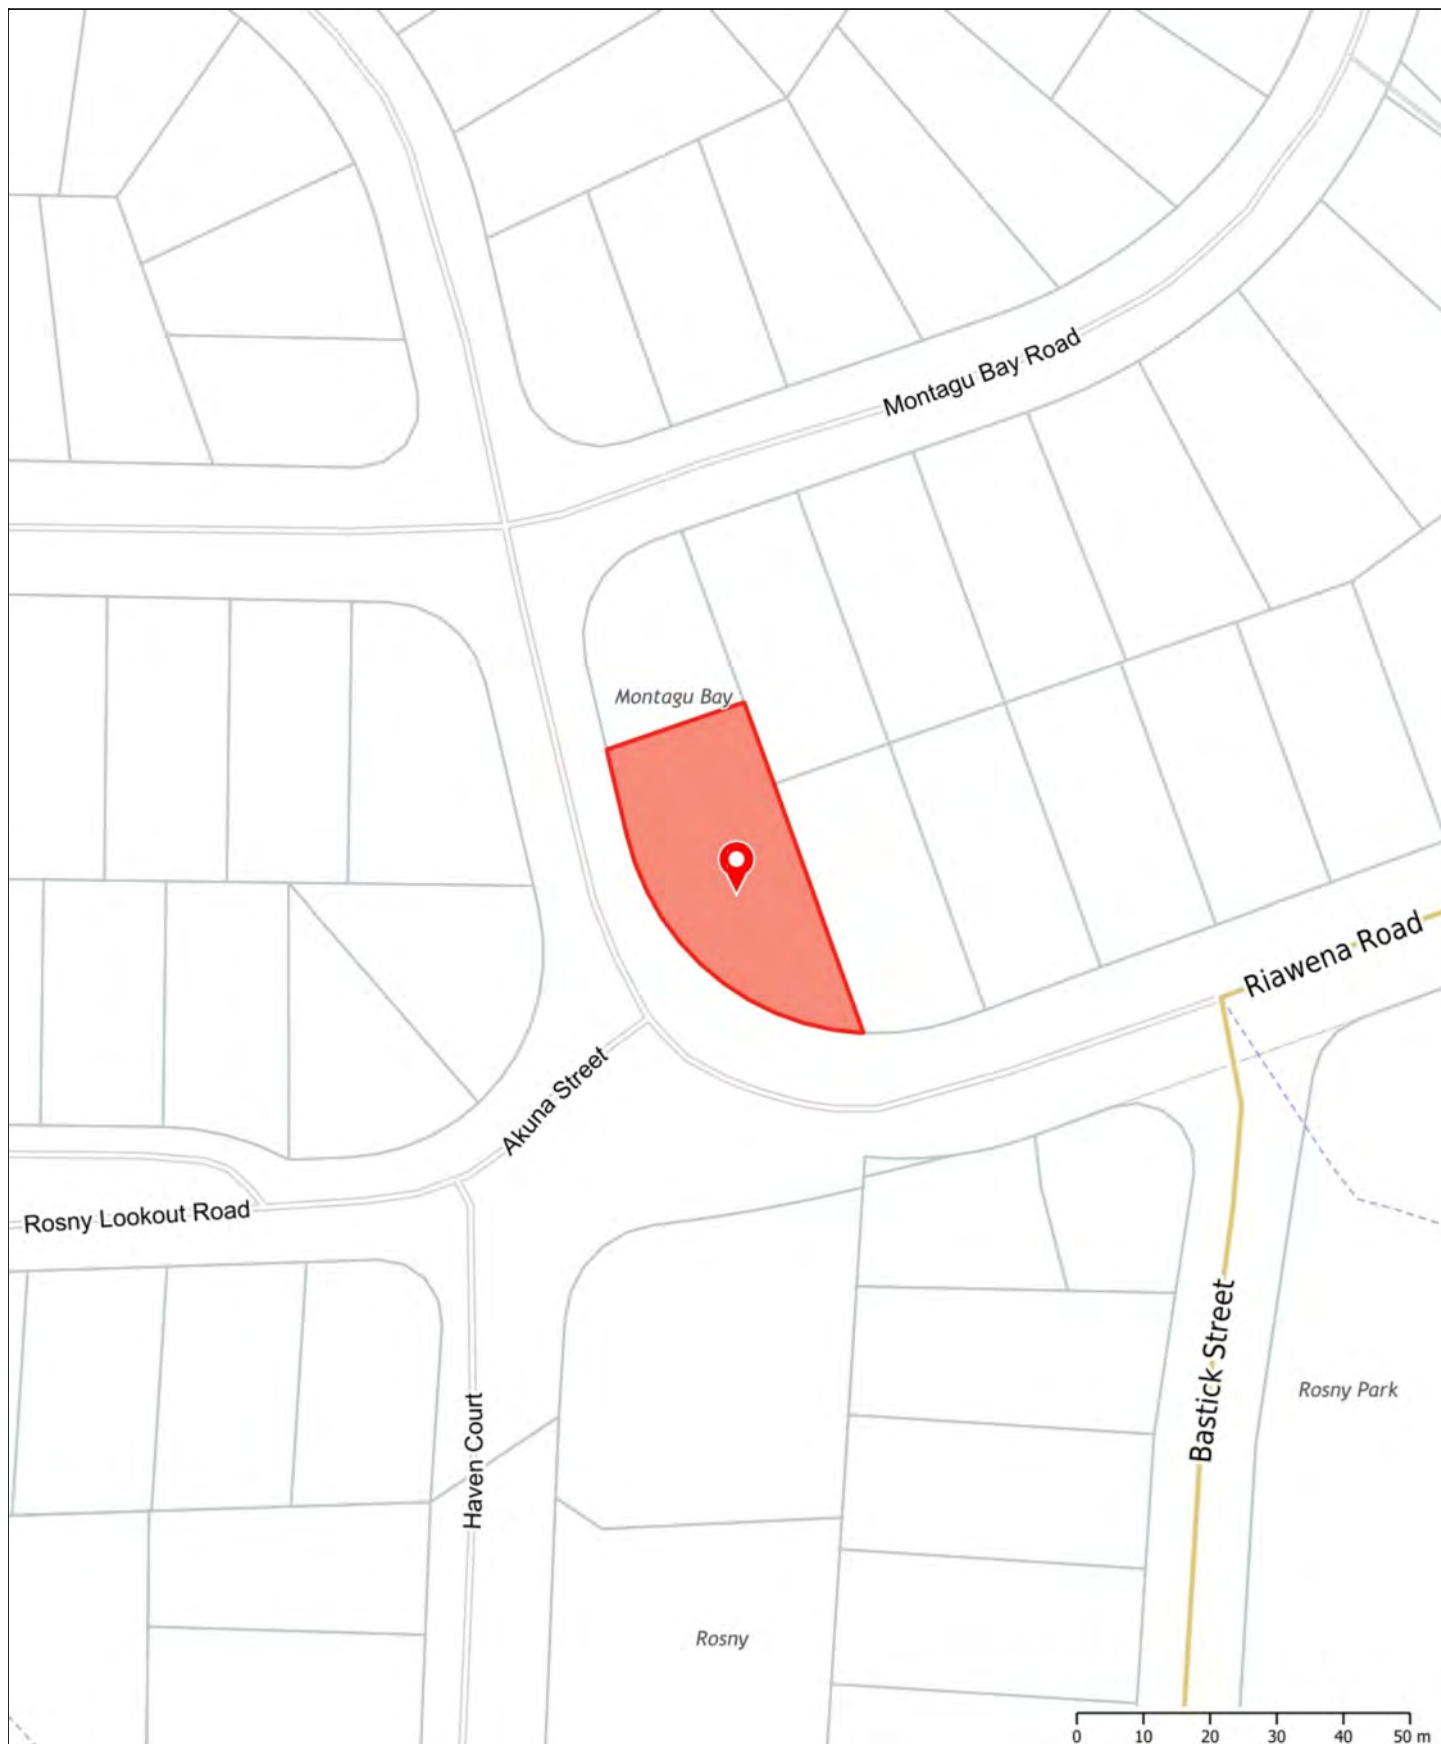 Montagu Bay Road
Montagu Bay
Riawena Road
Akuna Street
Rosny Lookout Road
Bastick Street
Rosny Park
Haven Court
Rosny
0 10 20 30 40 50 m